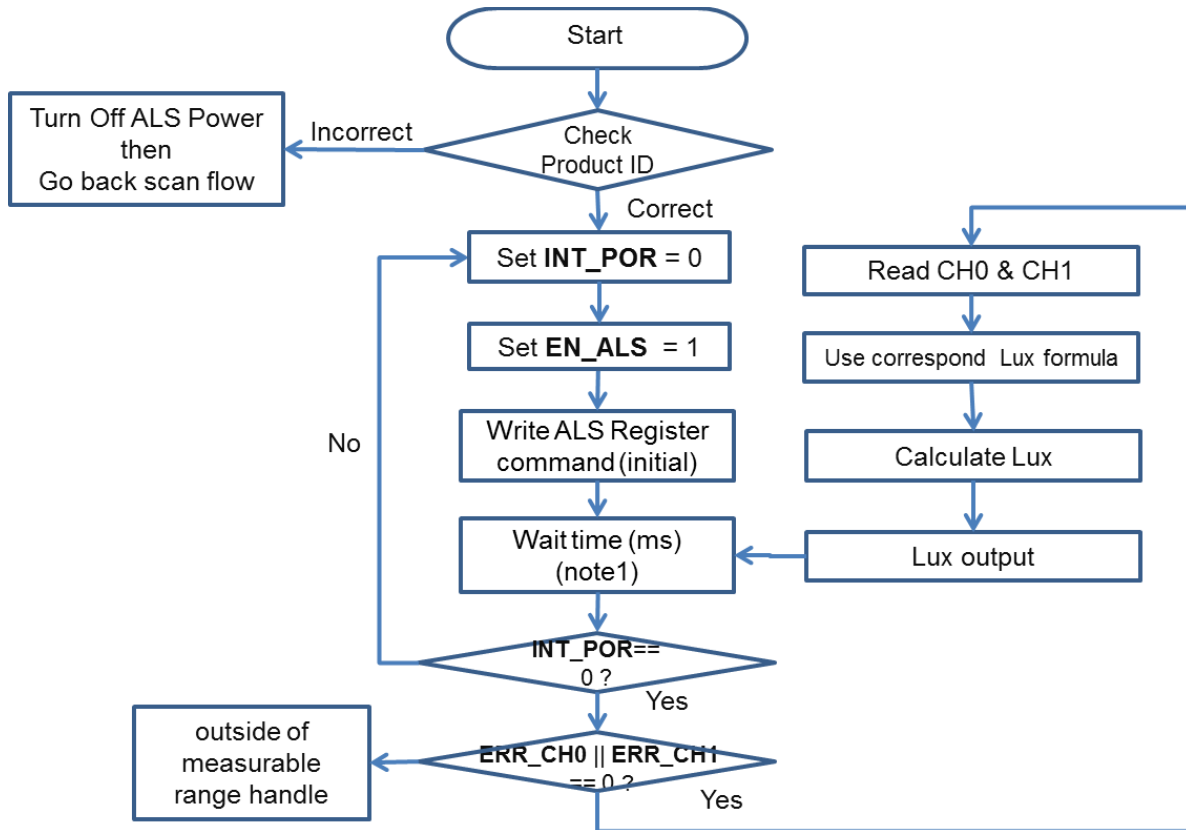 Start
Turn Off ALS Power
then
Go back scan flow
Incorrect
Check
Product ID
Correct
Set INT_POR = 0
Read CH0 & CH1
Set EN_ALS = 1
Use correspond Lux formula
No
Write ALS Register
command (initial)
Calculate Lux
Wait time (ms)
(note1)
Lux output
INT_POR==
0 ?
Yes
outside of
measurable
range handle
ERR_CH0 || ERR_CH1
== 0 ?
Yes